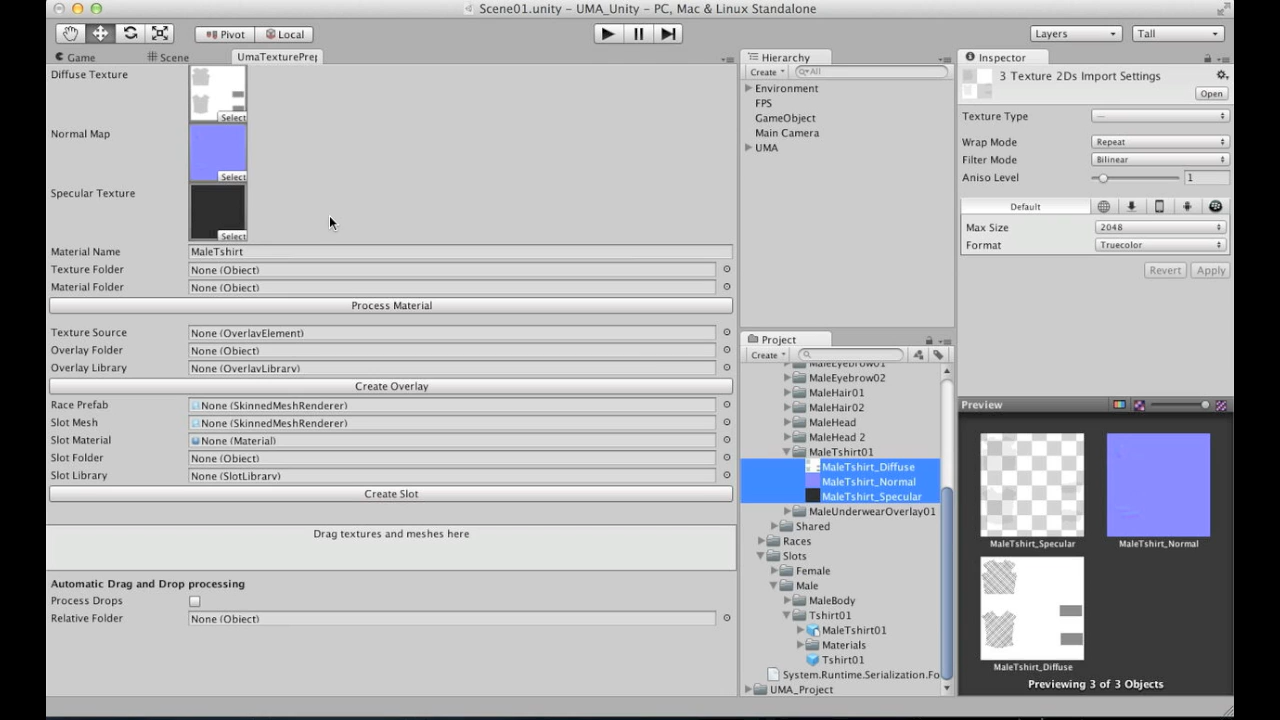 Scene01.unity - UMA_Unity - PC, Mac & Linux Standalone
Pivot Local
Layers Tall
Game Scene UmaTexturePrep
Diffuse Texture
Select
Normal Map
Select
Specular Texture
Select
Material Name MaleTshirt
Texture Folder None (Object)
Material Folder None (Object)
Process Material
Texture Source None (OverlayElement)
Overlay Folder None (Object)
Overlay Library None (OverlayLibrary)
Create Overlay
Race Prefab None (SkinnedMeshRenderer)
Slot Mesh None (SkinnedMeshRenderer)
Slot Material None (Material)
Slot Folder None (Object)
Slot Library None (SlotLibrary)
Create Slot
Drag textures and meshes here
Automatic Drag and Drop processing
Process Drops
Relative Folder None (Object)
Hierarchy
Create All
Environment
FPS
GameObject
Main Camera
UMA
Project
Create
MaleEyebrow01
MaleEyebrow02
MaleHair01
MaleHair02
MaleHead
MaleHead 2
MaleTshirt01
MaleTshirt_Diffuse
MaleTshirt_Normal
MaleTshirt_Specular
MaleUnderwearOverlay01
Shared
Races
Slots
Female
Male
MaleBody
Tshirt01
MaleTshirt01
Materials
Tshirt01
System.Runtime.Serialization.Fo
UMA_Project
Inspector
3 Texture 2Ds Import Settings
Open
Texture Type —
Wrap Mode Repeat
Filter Mode Bilinear
Aniso Level 1
Default
Max Size 2048
Format Truecolor
Revert Apply
Preview
MaleTshirt_Specular MaleTshirt_Normal
MaleTshirt_Diffuse
Previewing 3 of 3 Objects